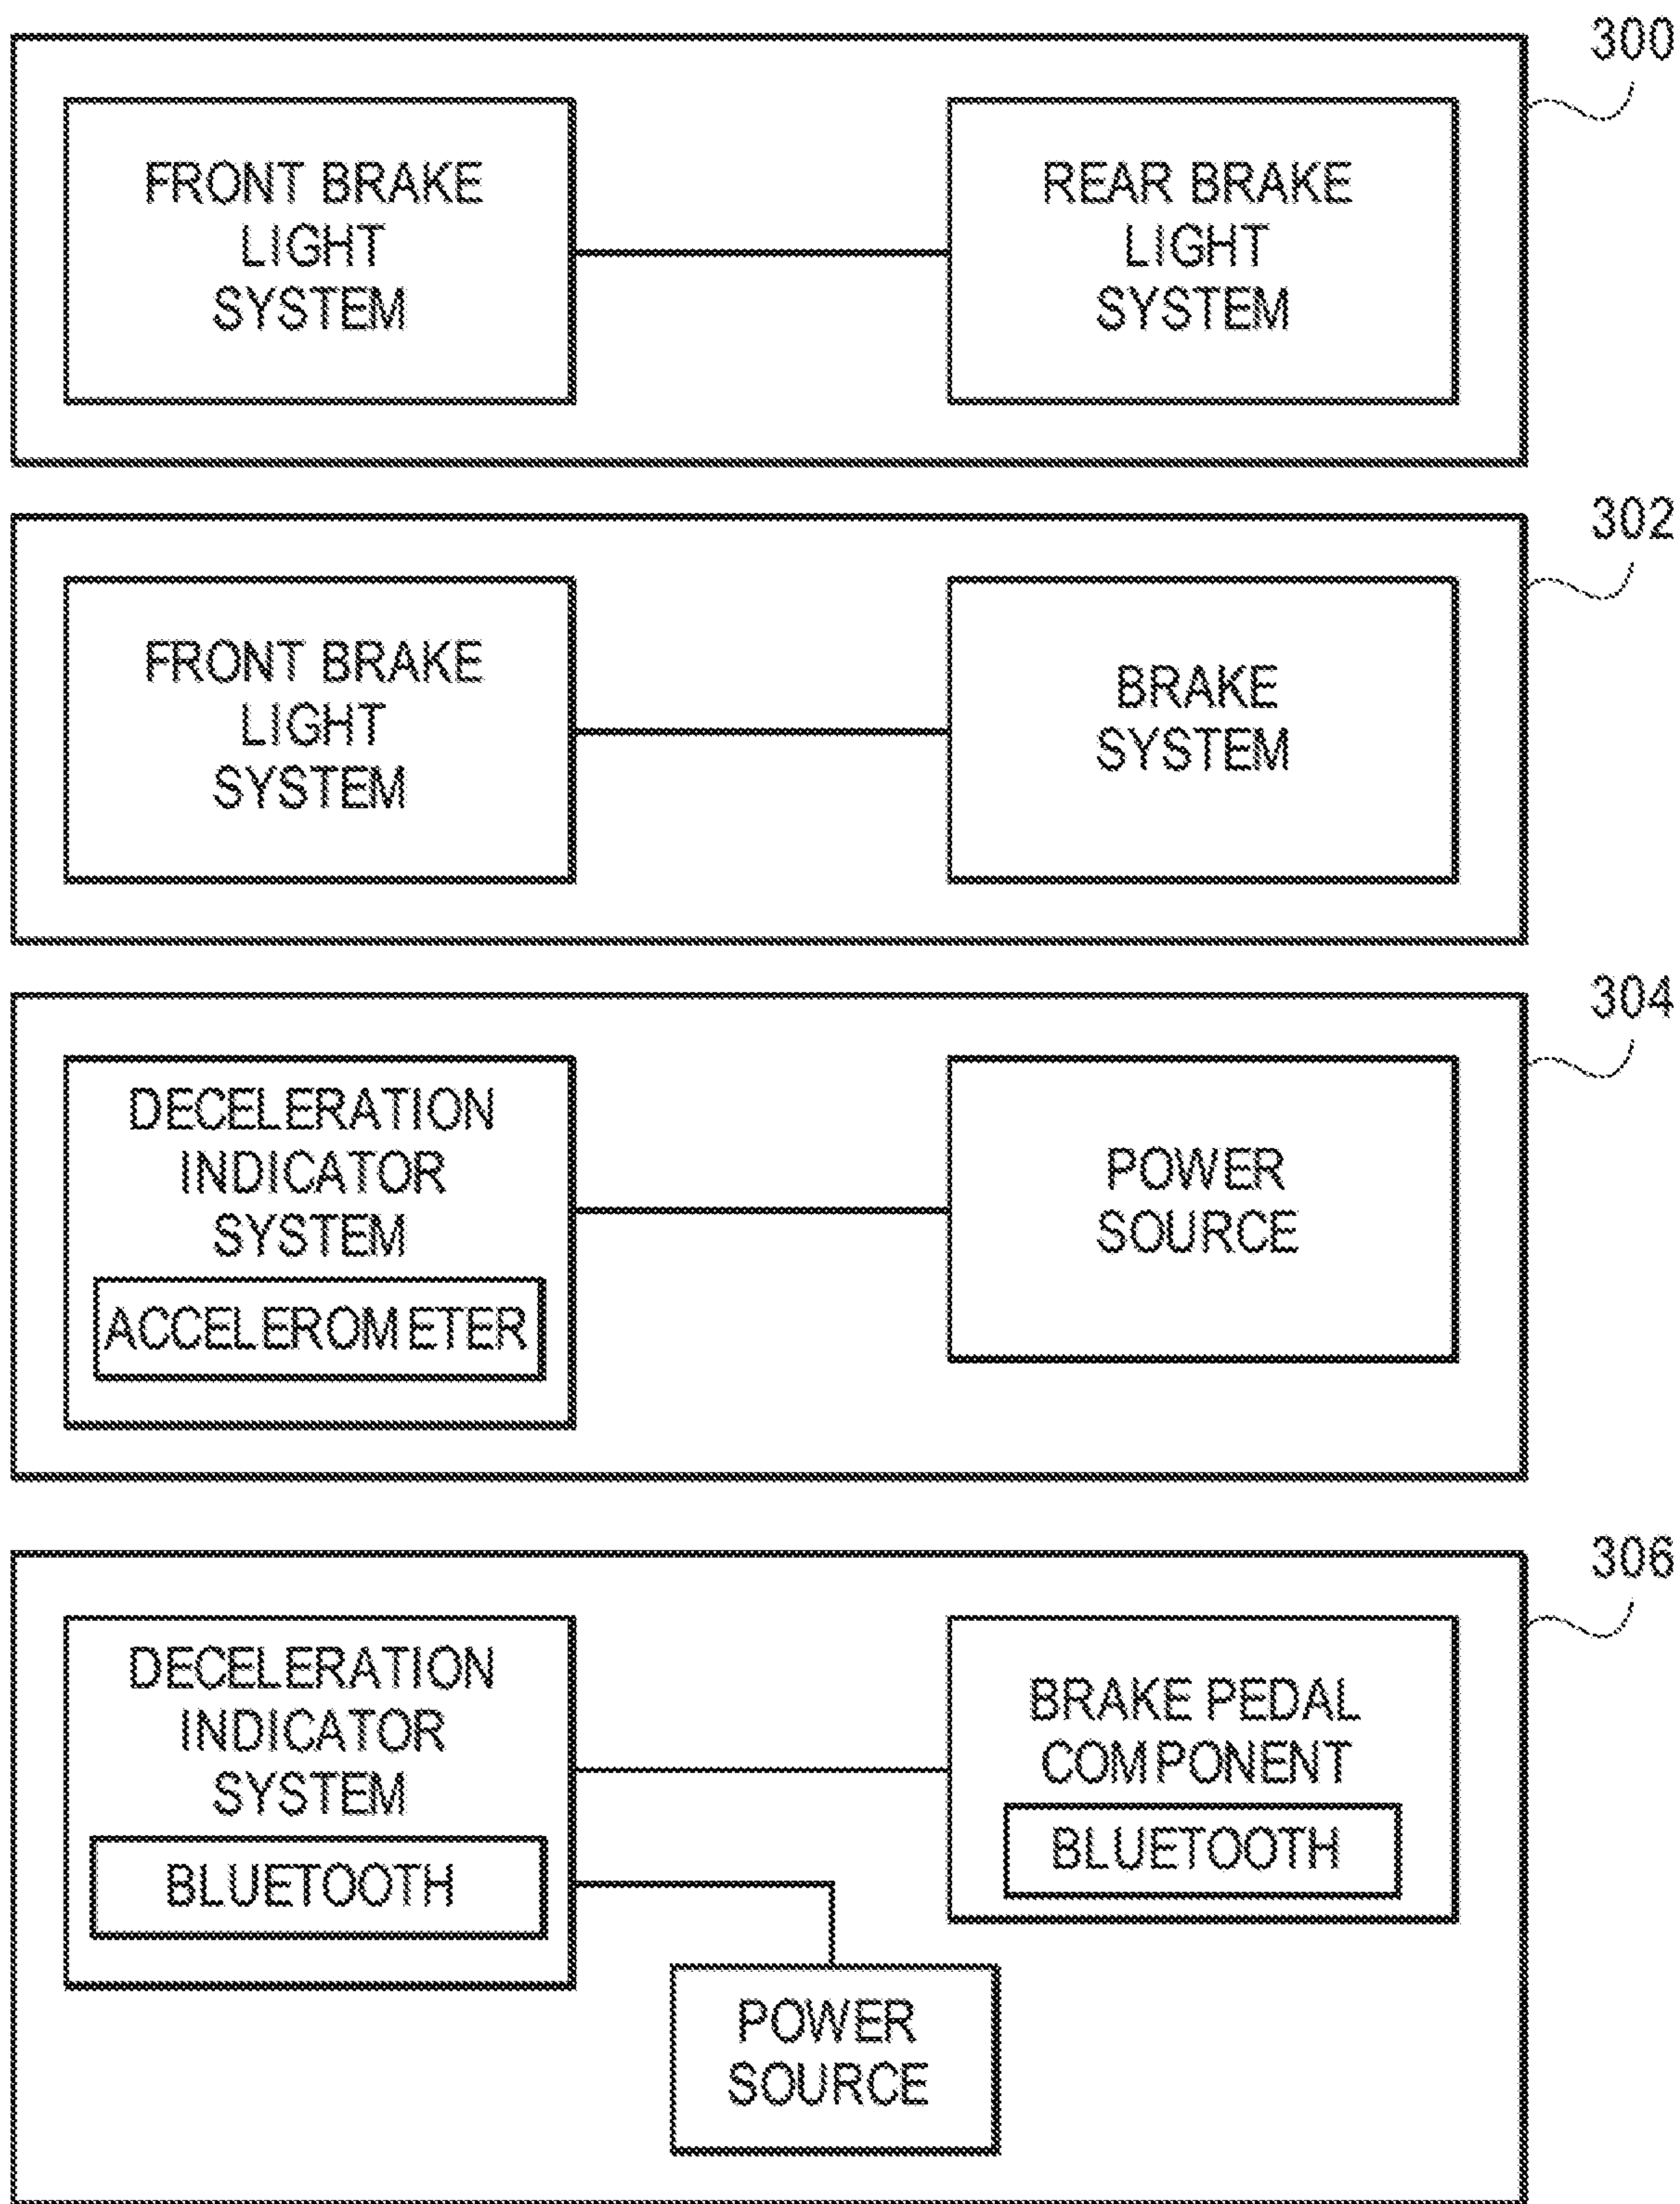 300
FRONT BRAKE
LIGHT
SYSTEM
REAR BRAKE
LIGHT
SYSTEM
302
FRONT BRAKE
LIGHT
SYSTEM
BRAKE
SYSTEM
304
DECELERATION
INDICATOR
SYSTEM
ACCELEROMETER
POWER
SOURCE
306
DECELERATION
INDICATOR
SYSTEM
BLUETOOTH
BRAKE PEDAL
COMPONENT
BLUETOOTH
POWER
SOURCE